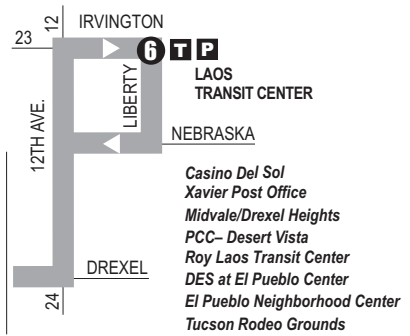 12
IRVINGTON
23
6 T P
LAOS
TRANSIT CENTER
LIBERTY
12TH AVE.
NEBRASKA
Casino Del Sol
Xavier Post Office
Midvale/Drexel Heights
PCC– Desert Vista
Roy Laos Transit Center
DES at El Pueblo Center
El Pueblo Neighborhood Center
Tucson Rodeo Grounds
DREXEL
24